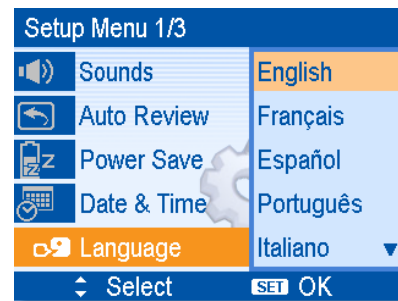 Setup Menu 1/3
Sounds English
Auto Review Français
Power Save Español
Date & Time Português
Language Italiano
Select SET OK